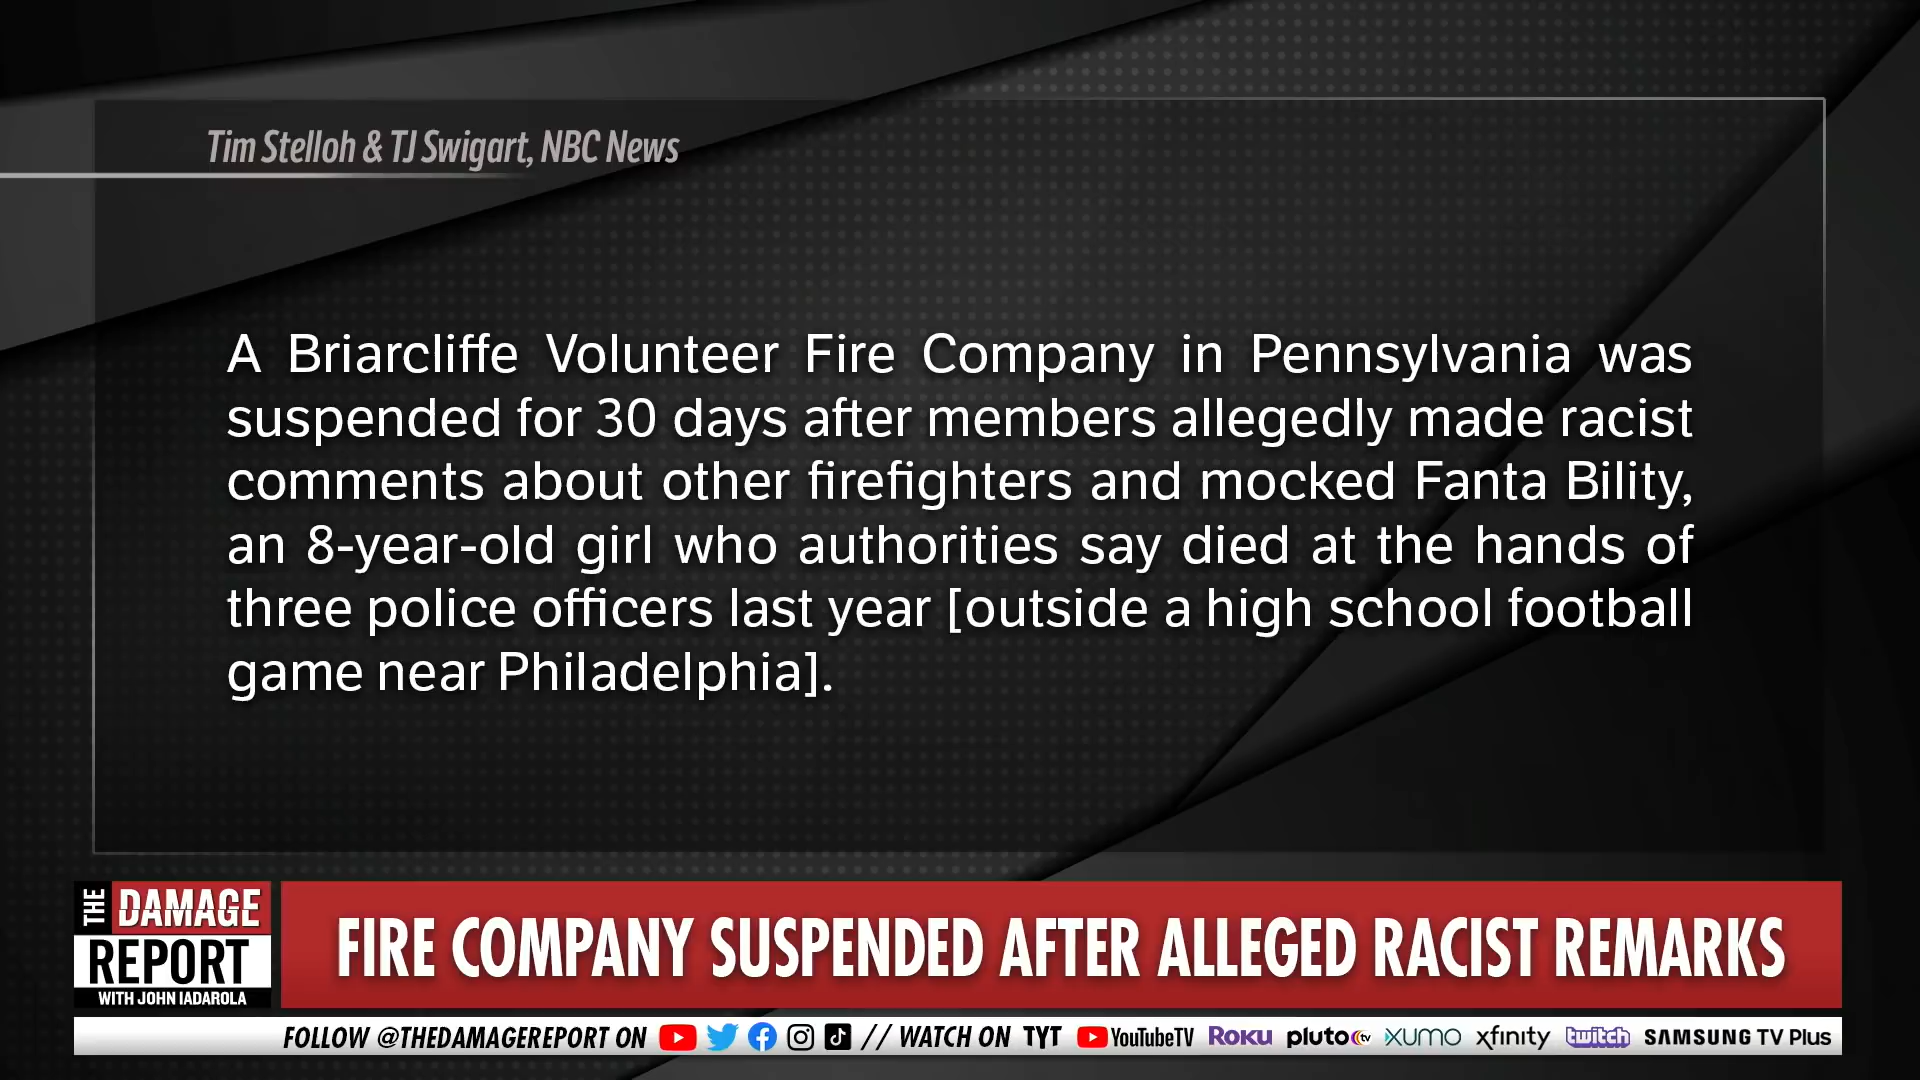 Tim Stelloh & TJ Swigart, NBC News
A Briarcliffe Volunteer Fire Company in Pennsylvania was
suspended for 30 days after members allegedly made racist
comments about other firefighters and mocked Fanta Bility,
an 8-year-old girl who authorities say died at the hands of
three police officers last year [outside a high school football
game near Philadelphia].
THE DAMAGE
REPORT
WITH JOHN IADAROLA
FIRE COMPANY SUSPENDED AFTER ALLEGED RACIST REMARKS
FOLLOW @THEDAMAGEREPORT ON // WATCH ON TYT YouTubeTV ROKU pluto tv XUMO xfinity twitch SAMSUNG TV Plus